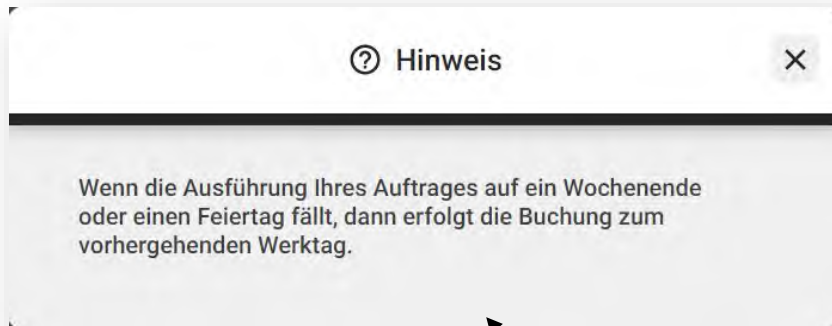 Hinweis
Wenn die Ausführung Ihres Auftrages auf ein Wochenende
oder einen Feiertag fällt, dann erfolgt die Buchung zum
vorhergehenden Werktag.